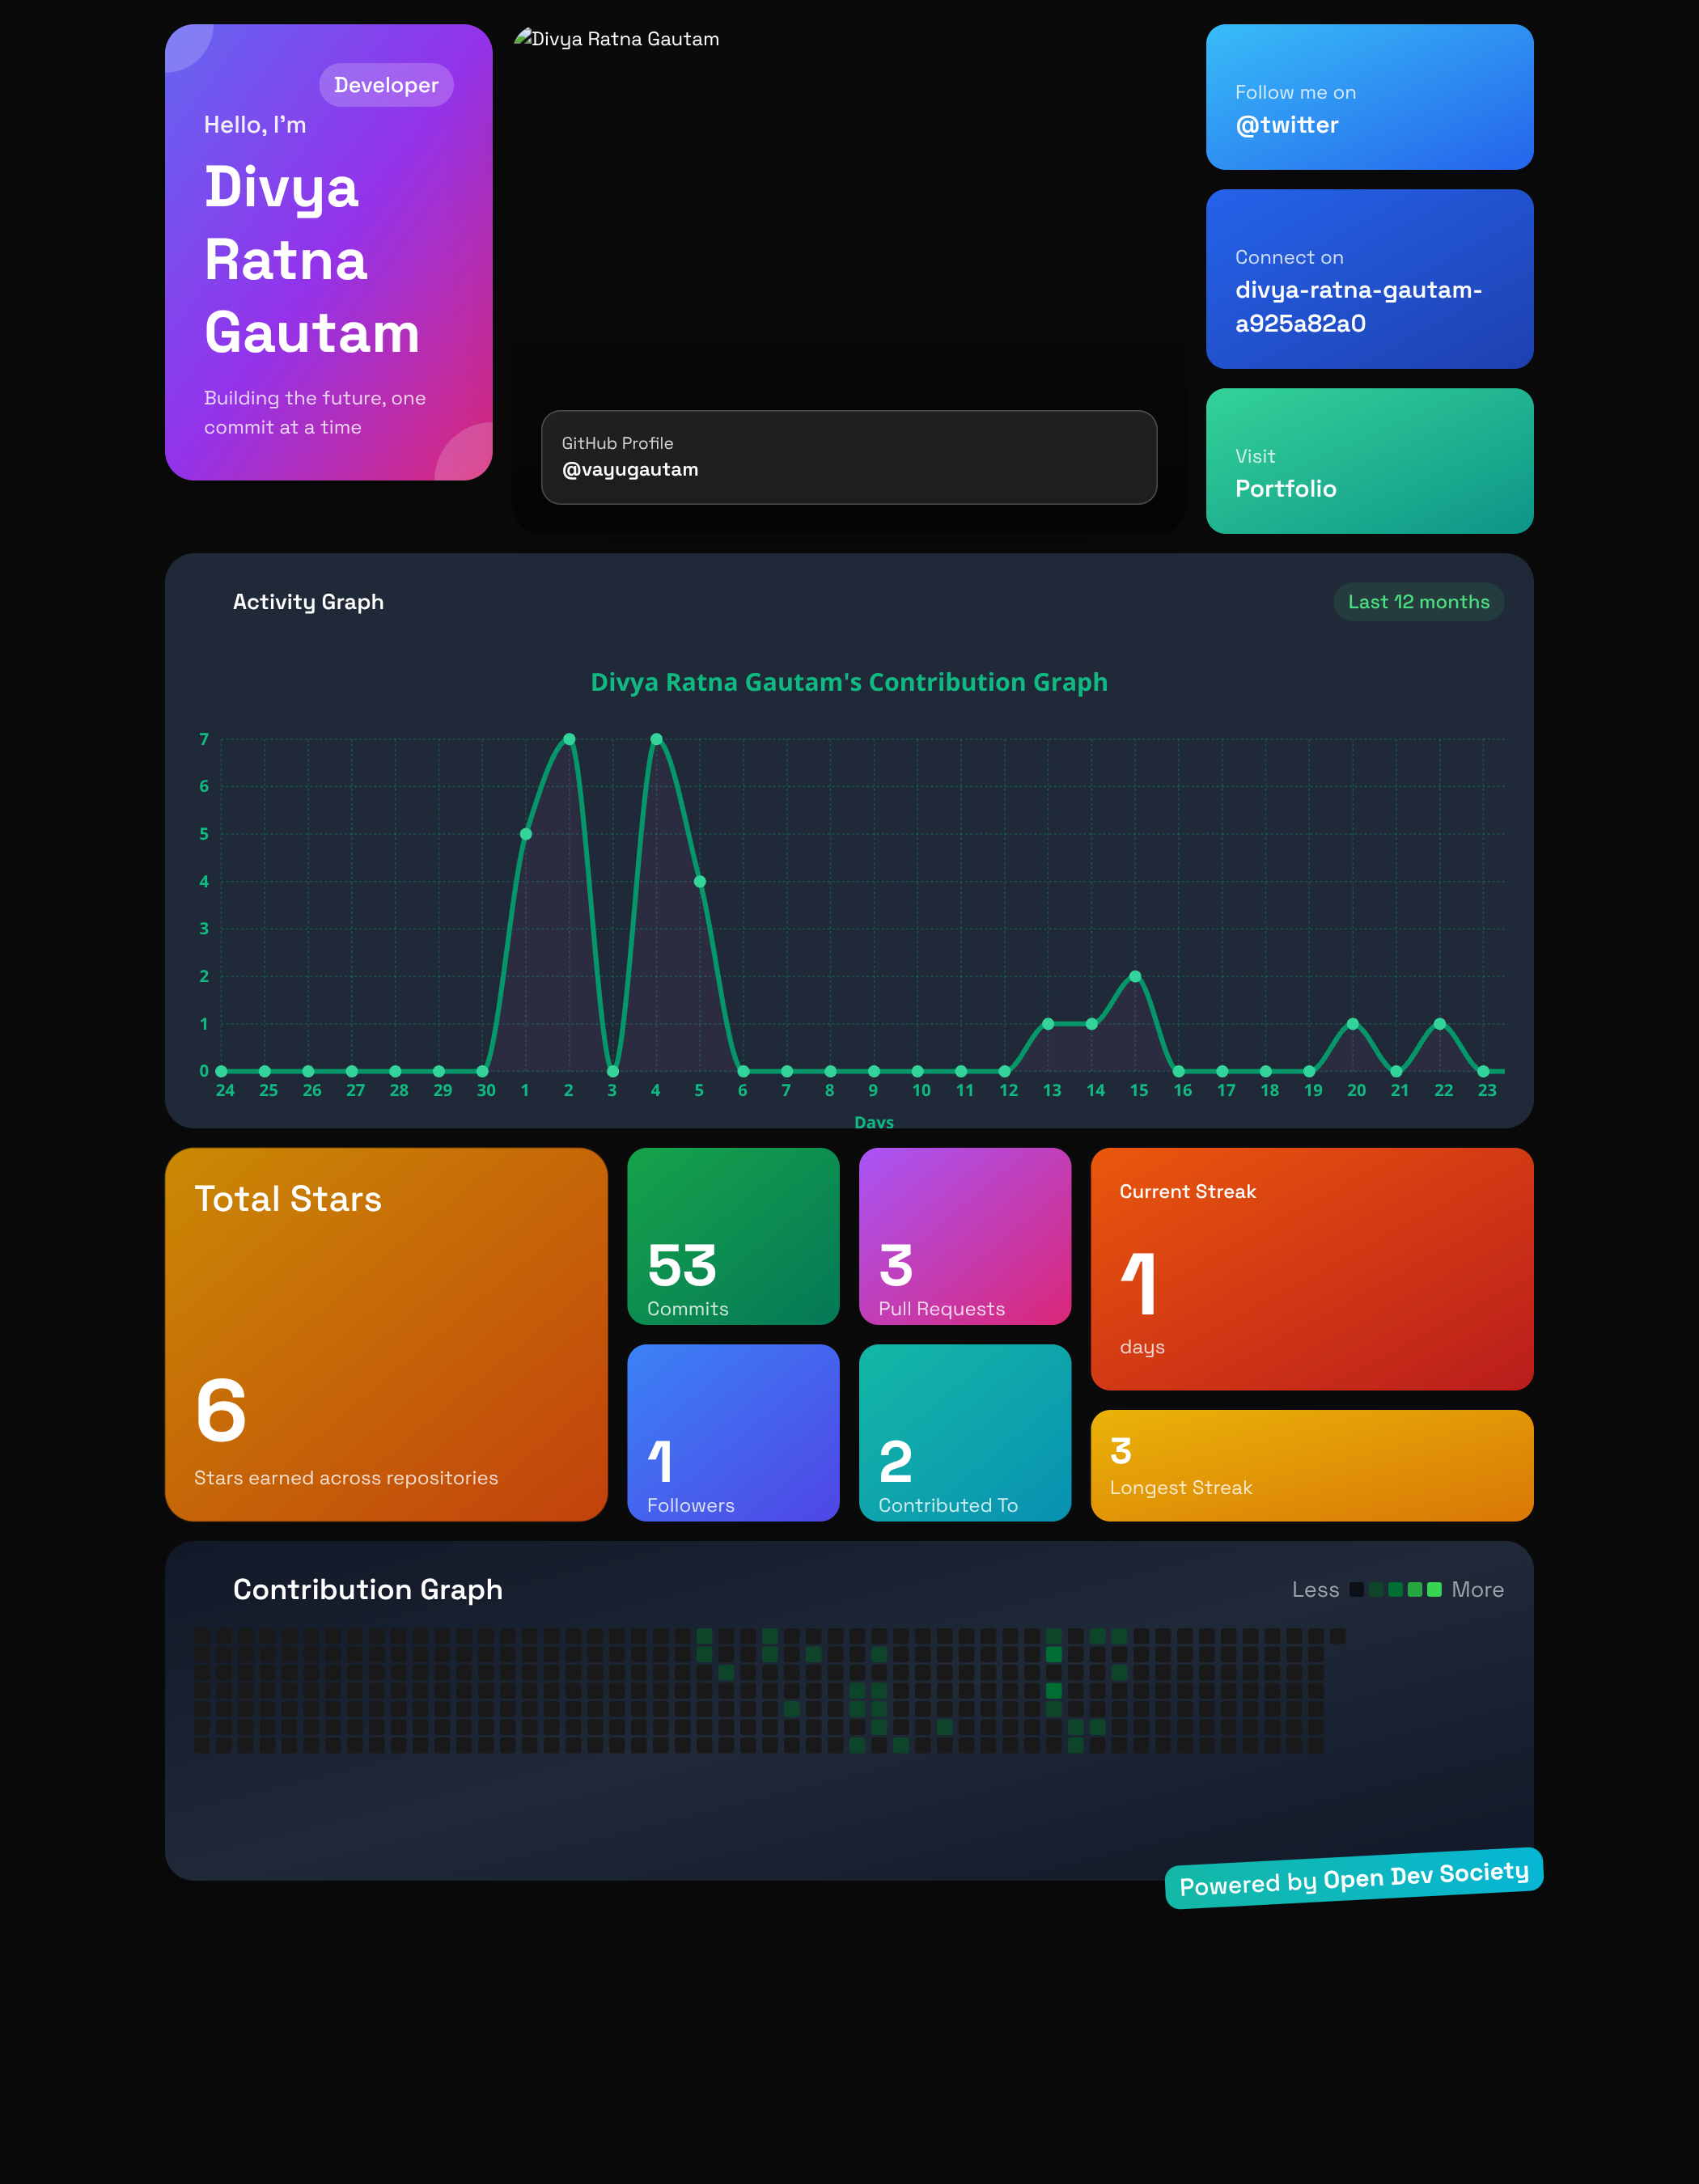 Developer
Hello, I'm
Divya
Ratna
Gautam
Building the future, one
commit at a time
Divya Ratna Gautam
GitHub Profile
@vayugautam
Follow me on
@twitter
Connect on
divya-ratna-gautam-
a925a82a0
Visit
Portfolio
Activity Graph
Last 12 months
Divya Ratna Gautam's Contribution Graph
7
6
5
4
3
2
1
0
24 25 26 27 28 29 30 1 2 3 4 5 6 7 8 9 10 11 12 13 14 15 16 17 18 19 20 21 22 23
Days
Total Stars
6
Stars earned across repositories
53
Commits
3
Pull Requests
1
Followers
2
Contributed To
Current Streak
1
days
3
Longest Streak
Contribution Graph
Less More
Powered by Open Dev Society